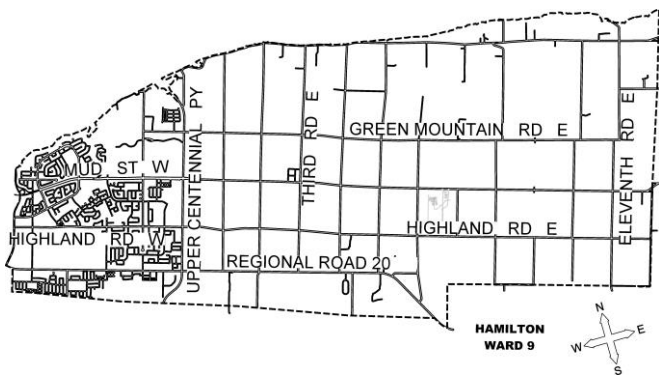 GREEN MOUNTAIN RD E
MUD ST W
UPPER CENTENNIAL PY
THIRD RD E
ELEVENTH RD E
HIGHLAND RD W
HIGHLAND RD E
REGIONAL ROAD 20
HAMILTON
WARD 9
N
E
W
S